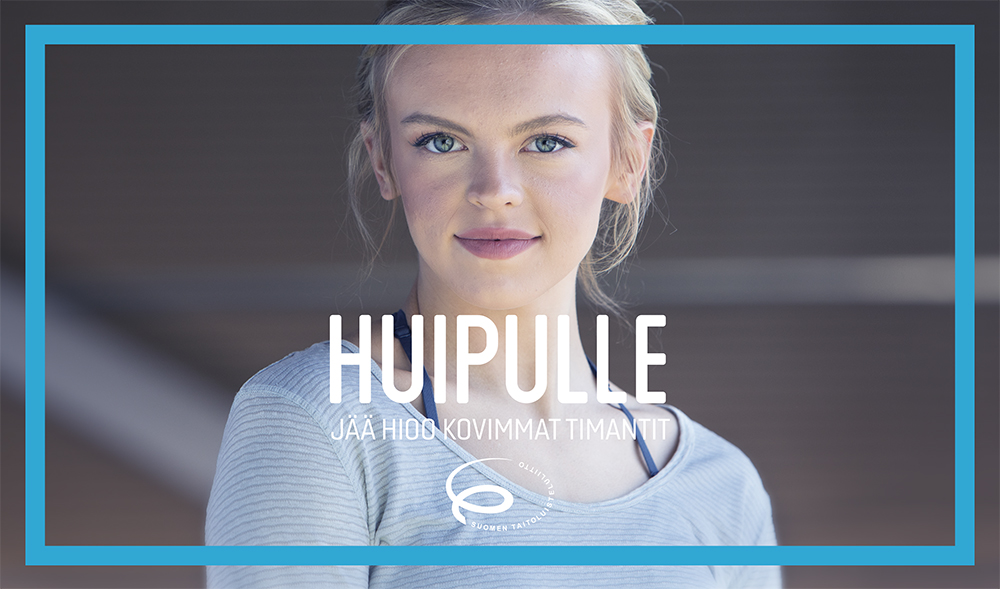 HUIPULLE
JÄÄ HIOO KOVIMMAT TIMANTIT
SUOMEN TAITOLUISTELULIITTO